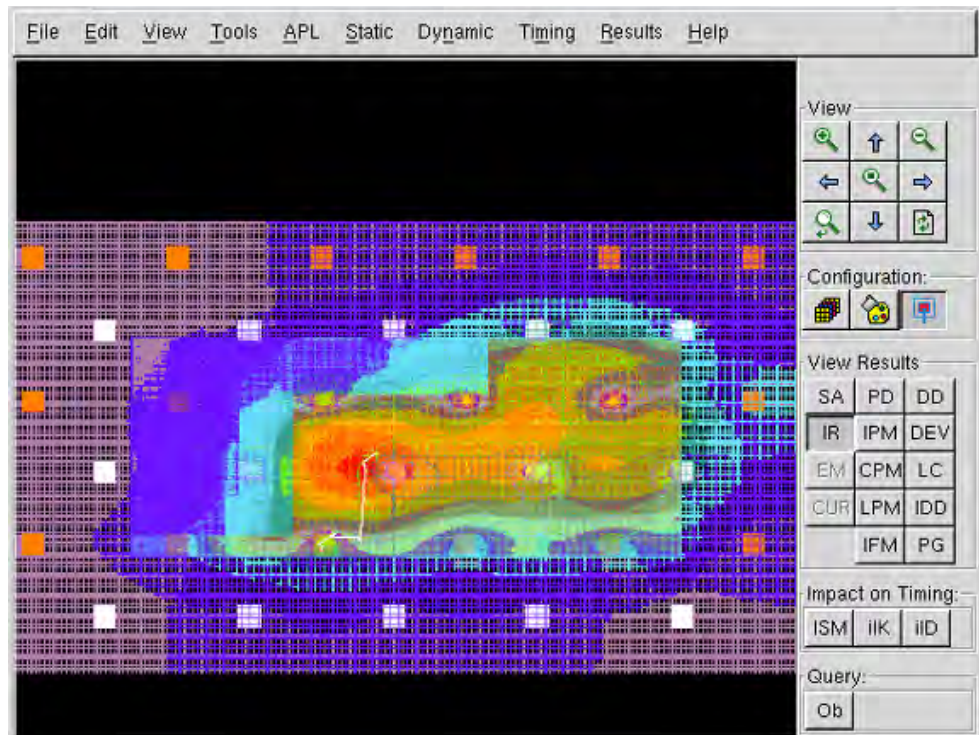 File Edit View Tools APL Static Dynamic Timing Results Help
View
Configuration:
View Results
SA PD DD
IR IPM DEV
EM CPM LC
CUR LPM IDD
IFM PG
Impact on Timing:
ISM iIK iID
Query:
Ob